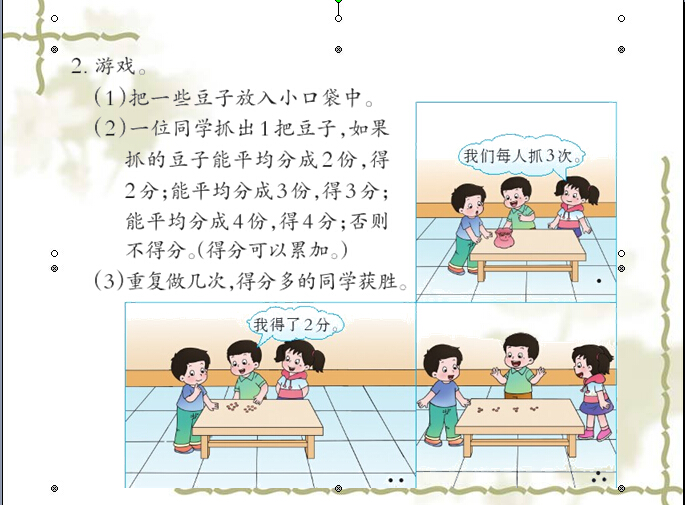 2. 游戏。
(1)把一些豆子放入小口袋中。
(2)一位同学抓出1把豆子,如果
抓的豆子能平均分成2份,得
2分;能平均分成3份,得3分;
能平均分成4份,得4分;否则
不得分。(得分可以累加。)
(3)重复做几次,得分多的同学获胜。
我们每人抓3次。
我得了2分。